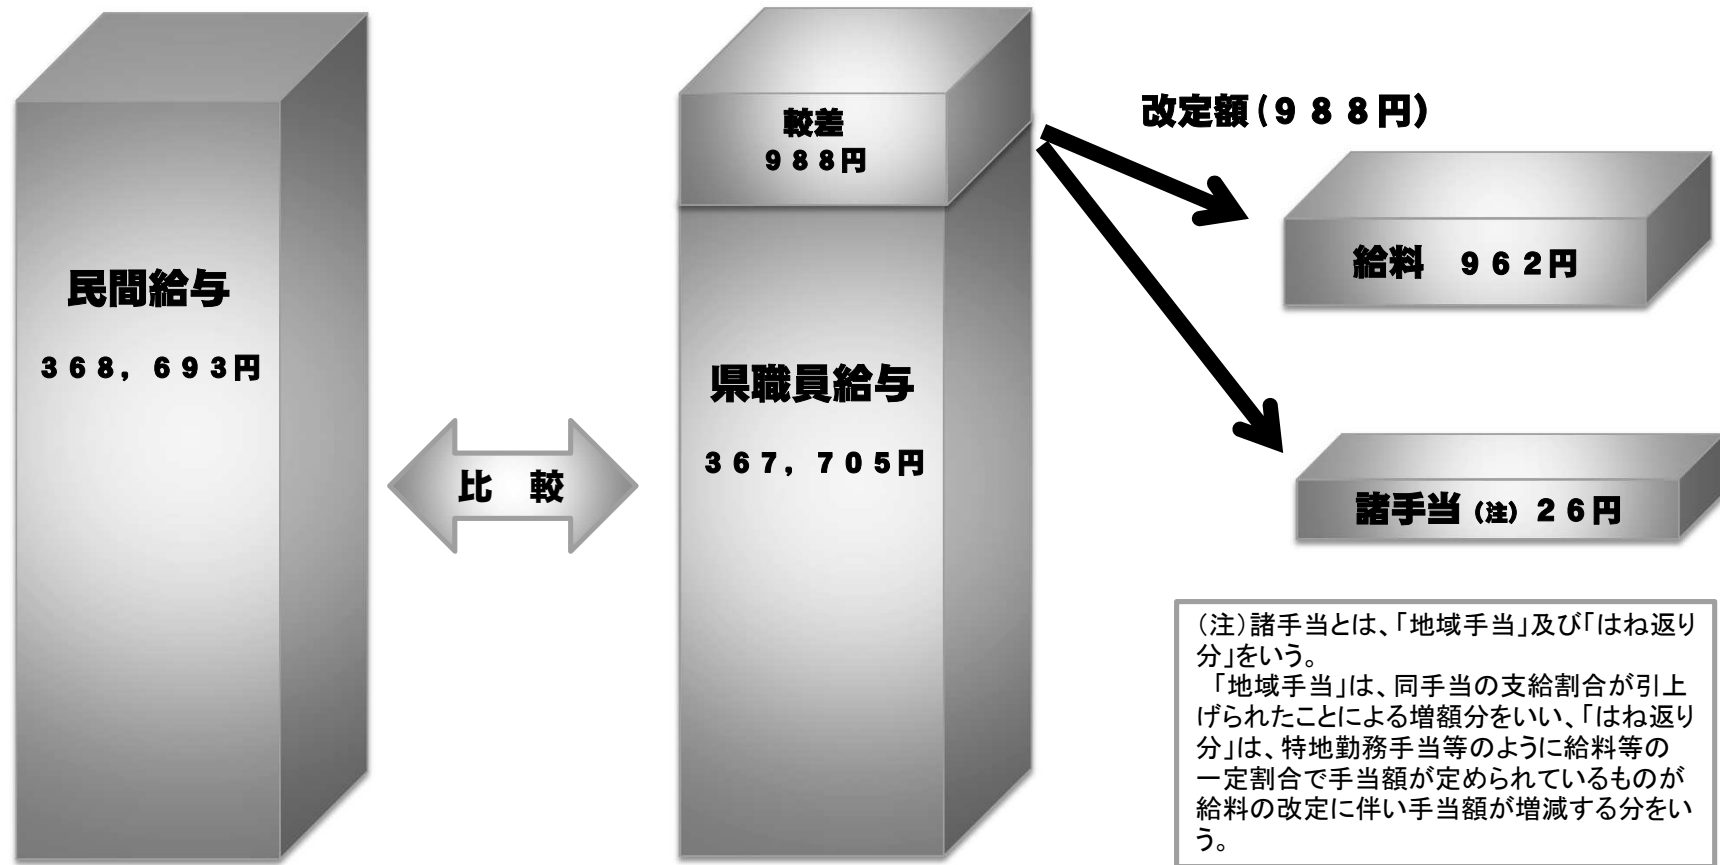 民間給与
３６８，６９３円
比　較
較差
９８８円
県職員給与
３６７，７０５円
改定額(９８８円)
給料　９６２円
諸手当（注）２６円
（注）諸手当とは、「地域手当」及び「はね返り
分」をいう。
　「地域手当」は、同手当の支給割合が引上
げられたことによる増額分をいい、「はね返り
分」は、特地勤務手当等のように給料等の
一定割合で手当額が定められているものが
給料の改定に伴い手当額が増減する分をい
う。